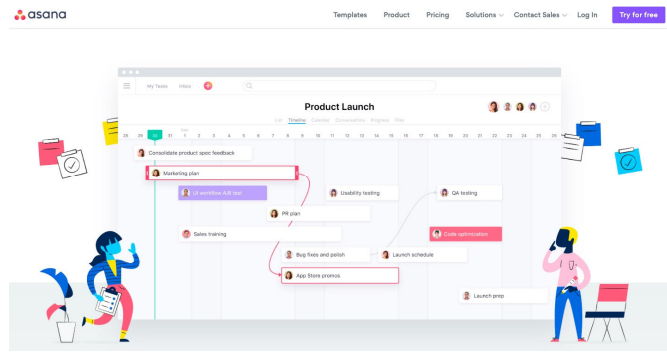 asana
Templates Product Pricing Solutions Contact Sales Log In Try for free
My Tasks Inbox
Product Launch
List Timeline Calendar Conversations Progress Files
28 29 30 31 1 2 3 4 5 6 7 8 9 10 11 12 13 14 15 16 17 18 19 20 21 22 23 24 25 26
Consolidate product spec feedback
Marketing plan
UI workflow A/B test Usability testing QA testing
PR plan
Sales training Code optimization
Bug fixes and polish Launch schedule
App Store promos
Launch prep